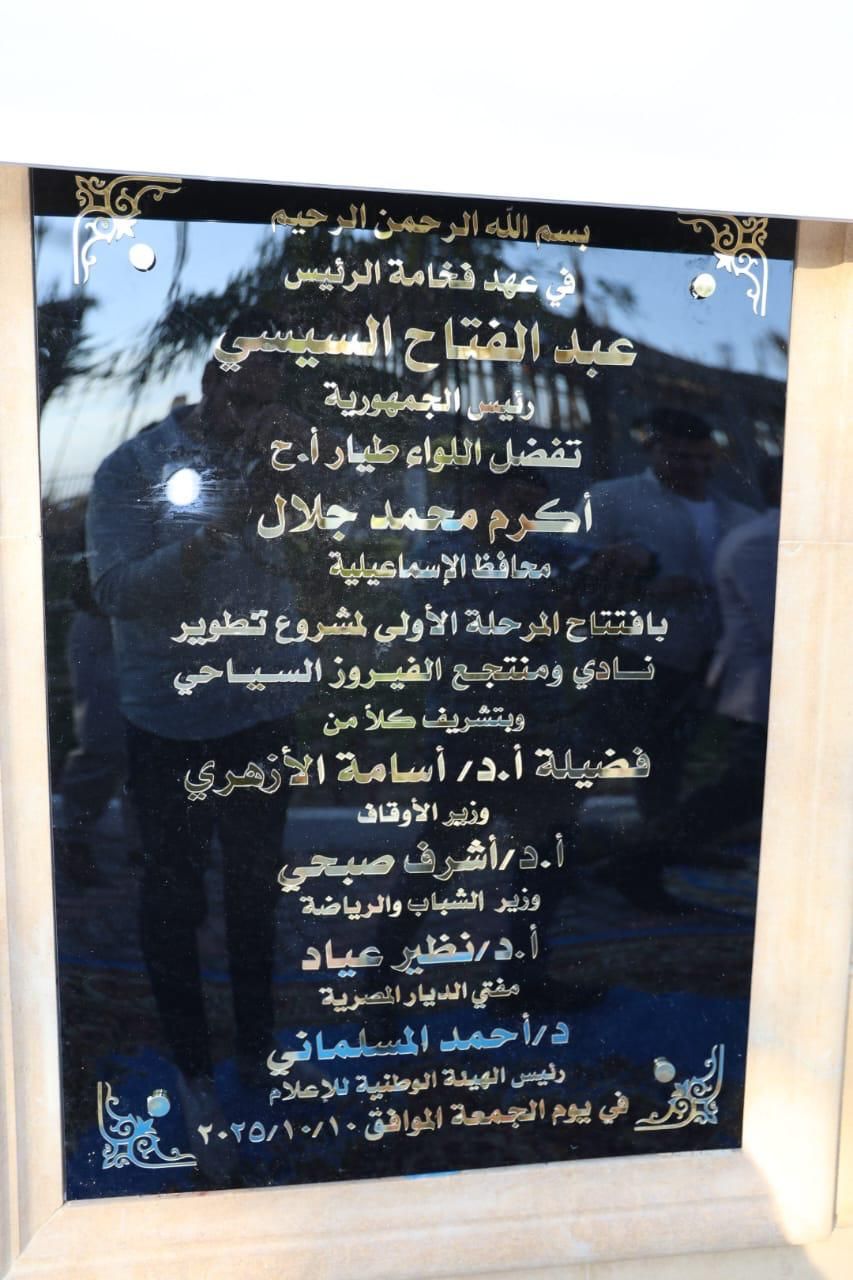 بسم الله الرحمن الرحيم
في عهد فخامة الرئيس
عبد الفتاح السيسي
رئيس الجمهورية
تفضل اللواء طيار أ.ح
أكرم محمد جلال
محافظ الإسماعيلية
بافتتاح المرحلة الأولى لمشروع تطوير
نادي ومنتجع الفيروز السياحي
وبتشريف كلاً من
فضيلة أ.د/ أسامة الأزهري
وزير الأوقاف
أ.د/أشرف صبحي
وزير الشباب والرياضة
أ.د/نظير عياد
مفتي الديار المصرية
د/أحمد المسلماني
رئيس الهيئة الوطنية للإعلام
في يوم الجمعة الموافق ٢٠٢٥/١٠/١٠